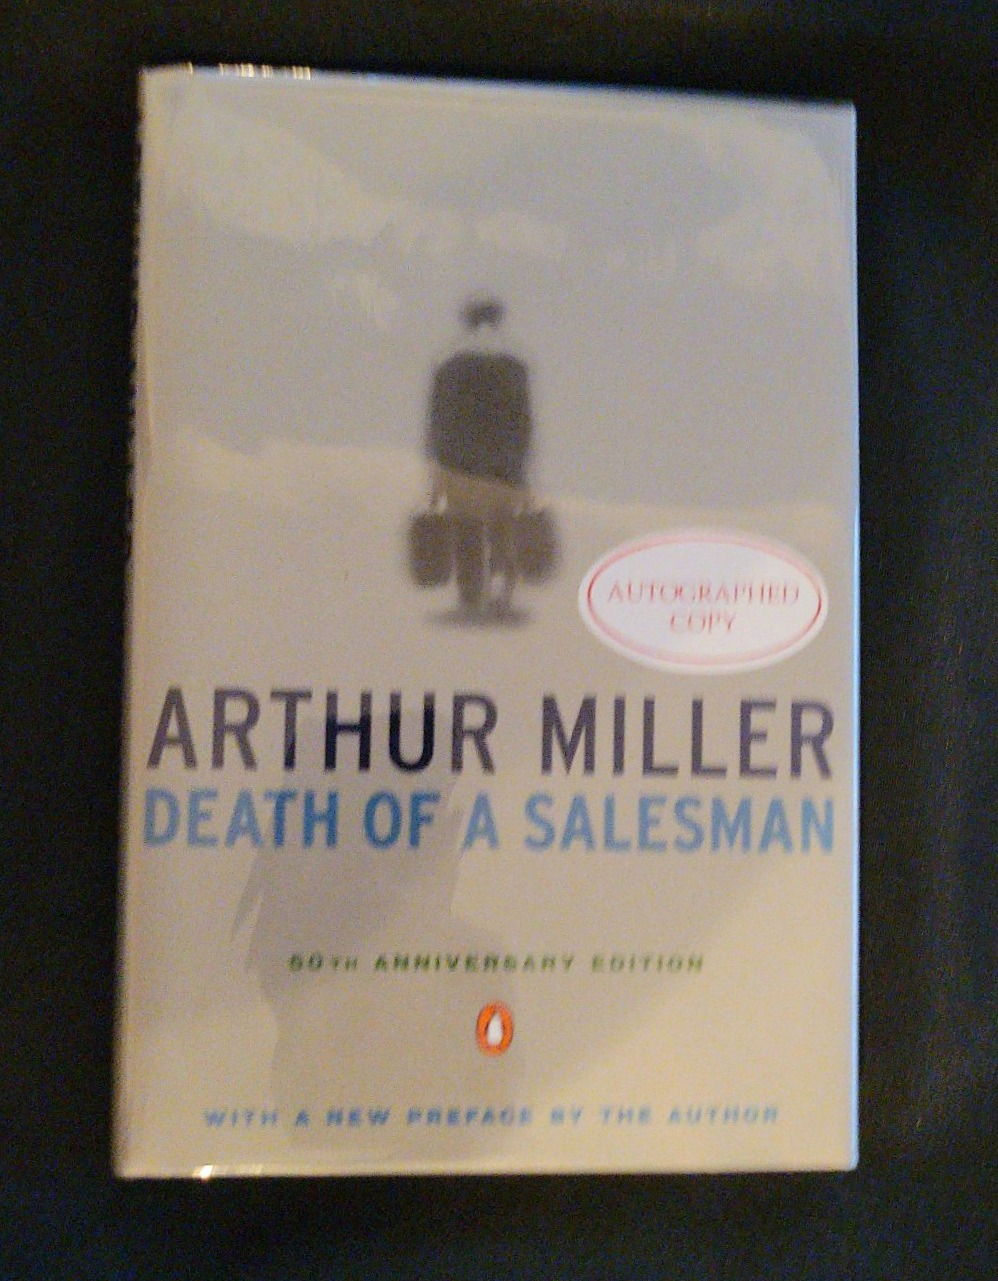 AUTOGRAPHED
COPY
ARTHUR MILLER
DEATH OF A SALESMAN
50TH ANNIVERSARY EDITION
WITH A NEW PREFACE BY THE AUTHOR